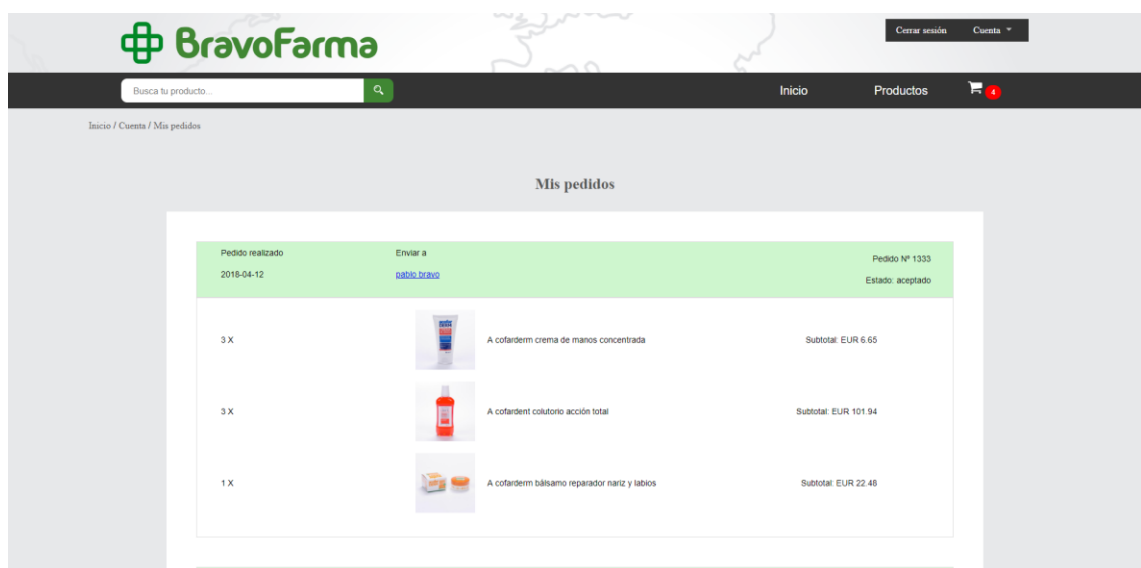 BravoFarma
Cerrar sesión
Cuenta
Busca tu producto...
Inicio
Productos
4
Inicio / Cuenta / Mis pedidos
Mis pedidos
Pedido realizado
Enviar a
Pedido Nº 1333
2018-04-12
pablo bravo
Estado: aceptado
3 X
A cofarderm crema de manos concentrada
Subtotal: EUR 6.65
3 X
A cofardent colutorio acción total
Subtotal: EUR 101.94
1 X
A cofarderm bálsamo reparador nariz y labios
Subtotal: EUR 22.48